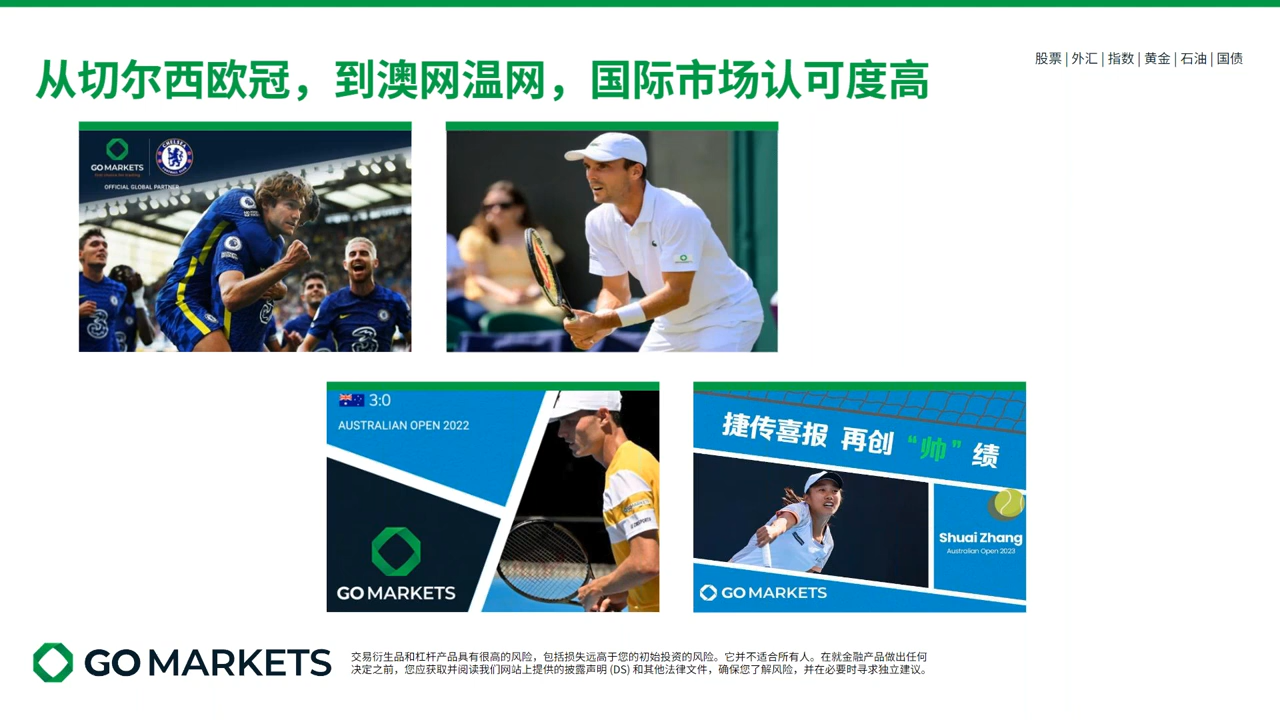 从切尔西欧冠，到澳网温网，国际市场认可度高
股票 | 外汇 | 指数 | 黄金 | 石油 | 国债
GO MARKETS
CHELSEA
OFFICIAL GLOBAL PARTNER
3:0
AUSTRALIAN OPEN 2022
GO MARKETS
捷传喜报 再创“帅”绩
Shuai Zhang
Australian Open 2023
GO MARKETS
GO MARKETS
交易衍生品和杠杆产品具有很高的风险，包括损失远高于您的初始投资的风险。它并不适合所有人。在就金融产品做出任何
决定之前，您应获取并阅读我们网站上提供的披露声明 (DS) 和其他法律文件，确保您了解风险，并在必要时寻求独立建议。